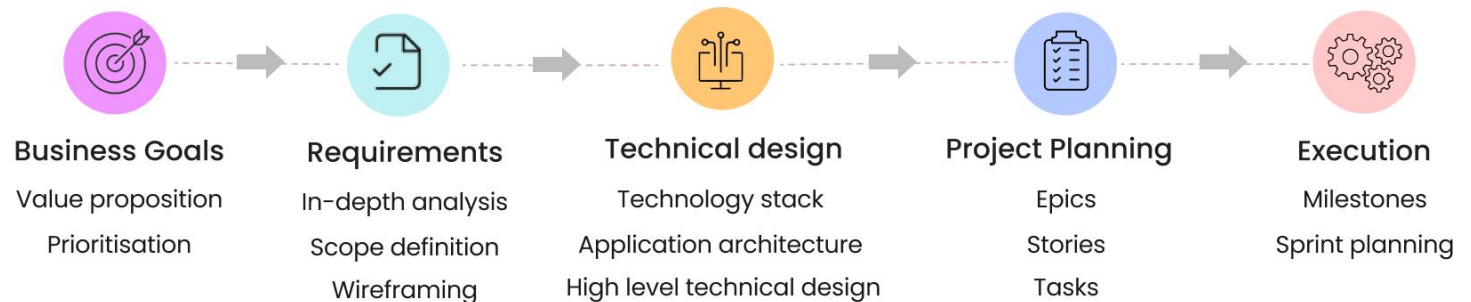 Business Goals
Value proposition
Prioritisation
Requirements
In-depth analysis
Scope definition
Wireframing
Technical design
Technology stack
Application architecture
High level technical design
Project Planning
Epics
Stories
Tasks
Execution
Milestones
Sprint planning